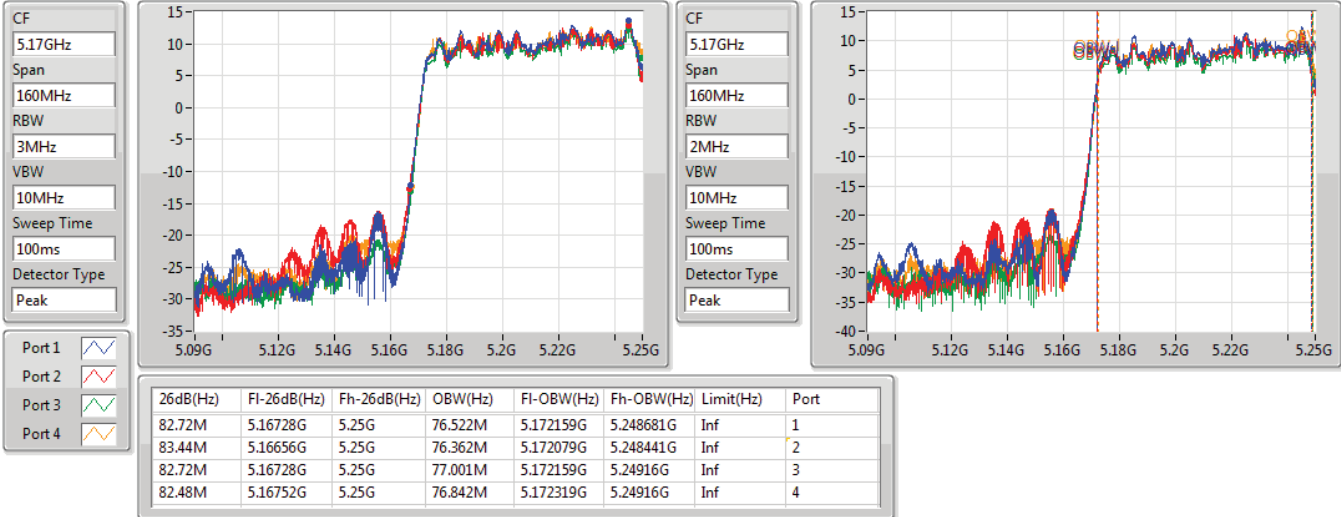 CF
5.17GHz
Span
160MHz
RBW
3MHz
VBW
10MHz
Sweep Time
100ms
Detector Type
Peak
15
10
5
0
-5
-10
-15
-20
-25
-30
-35
5.09G 5.12G 5.14G 5.16G 5.18G 5.2G 5.22G 5.25G
CF
5.17GHz
Span
160MHz
RBW
2MHz
VBW
10MHz
Sweep Time
100ms
Detector Type
Peak
15
10
5
0
-5
-10
-15
-20
-25
-30
-35
-40
5.09G 5.12G 5.14G 5.16G 5.18G 5.2G 5.22G 5.25G
Port 1
Port 2
Port 3
Port 4
26dB(Hz) Fl-26dB(Hz) Fh-26dB(Hz) OBW(Hz) Fl-OBW(Hz) Fh-OBW(Hz) Limit(Hz) Port
82.72M 5.16728G 5.25G 76.522M 5.172159G 5.248681G Inf 1
83.44M 5.16656G 5.25G 76.362M 5.172079G 5.248441G Inf 2
82.72M 5.16728G 5.25G 77.001M 5.172159G 5.24916G Inf 3
82.48M 5.16752G 5.25G 76.842M 5.172319G 5.24916G Inf 4